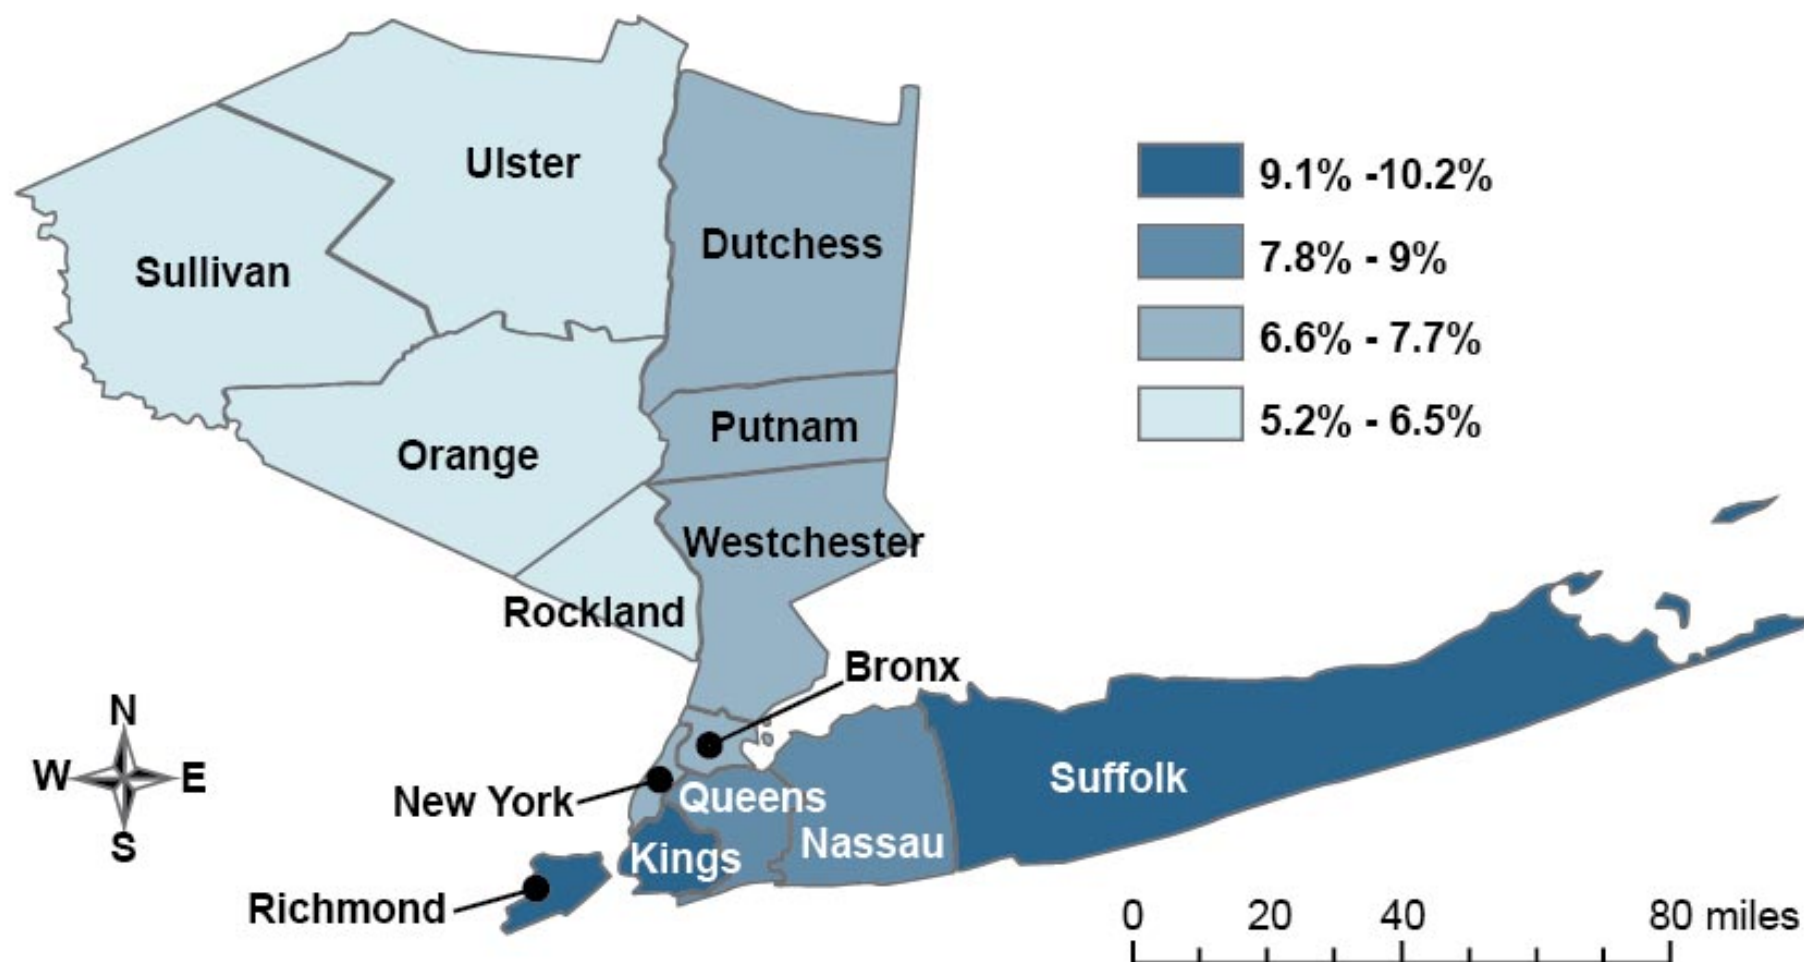 Ulster
9.1% -10.2%
Dutchess
7.8% - 9%
Sullivan
6.6% - 7.7%
5.2% - 6.5%
Putnam
Orange
Westchester
Rockland
Bronx
N
W E
S
New York
Queens
Suffolk
Kings
Nassau
Richmond
0 20 40 80 miles